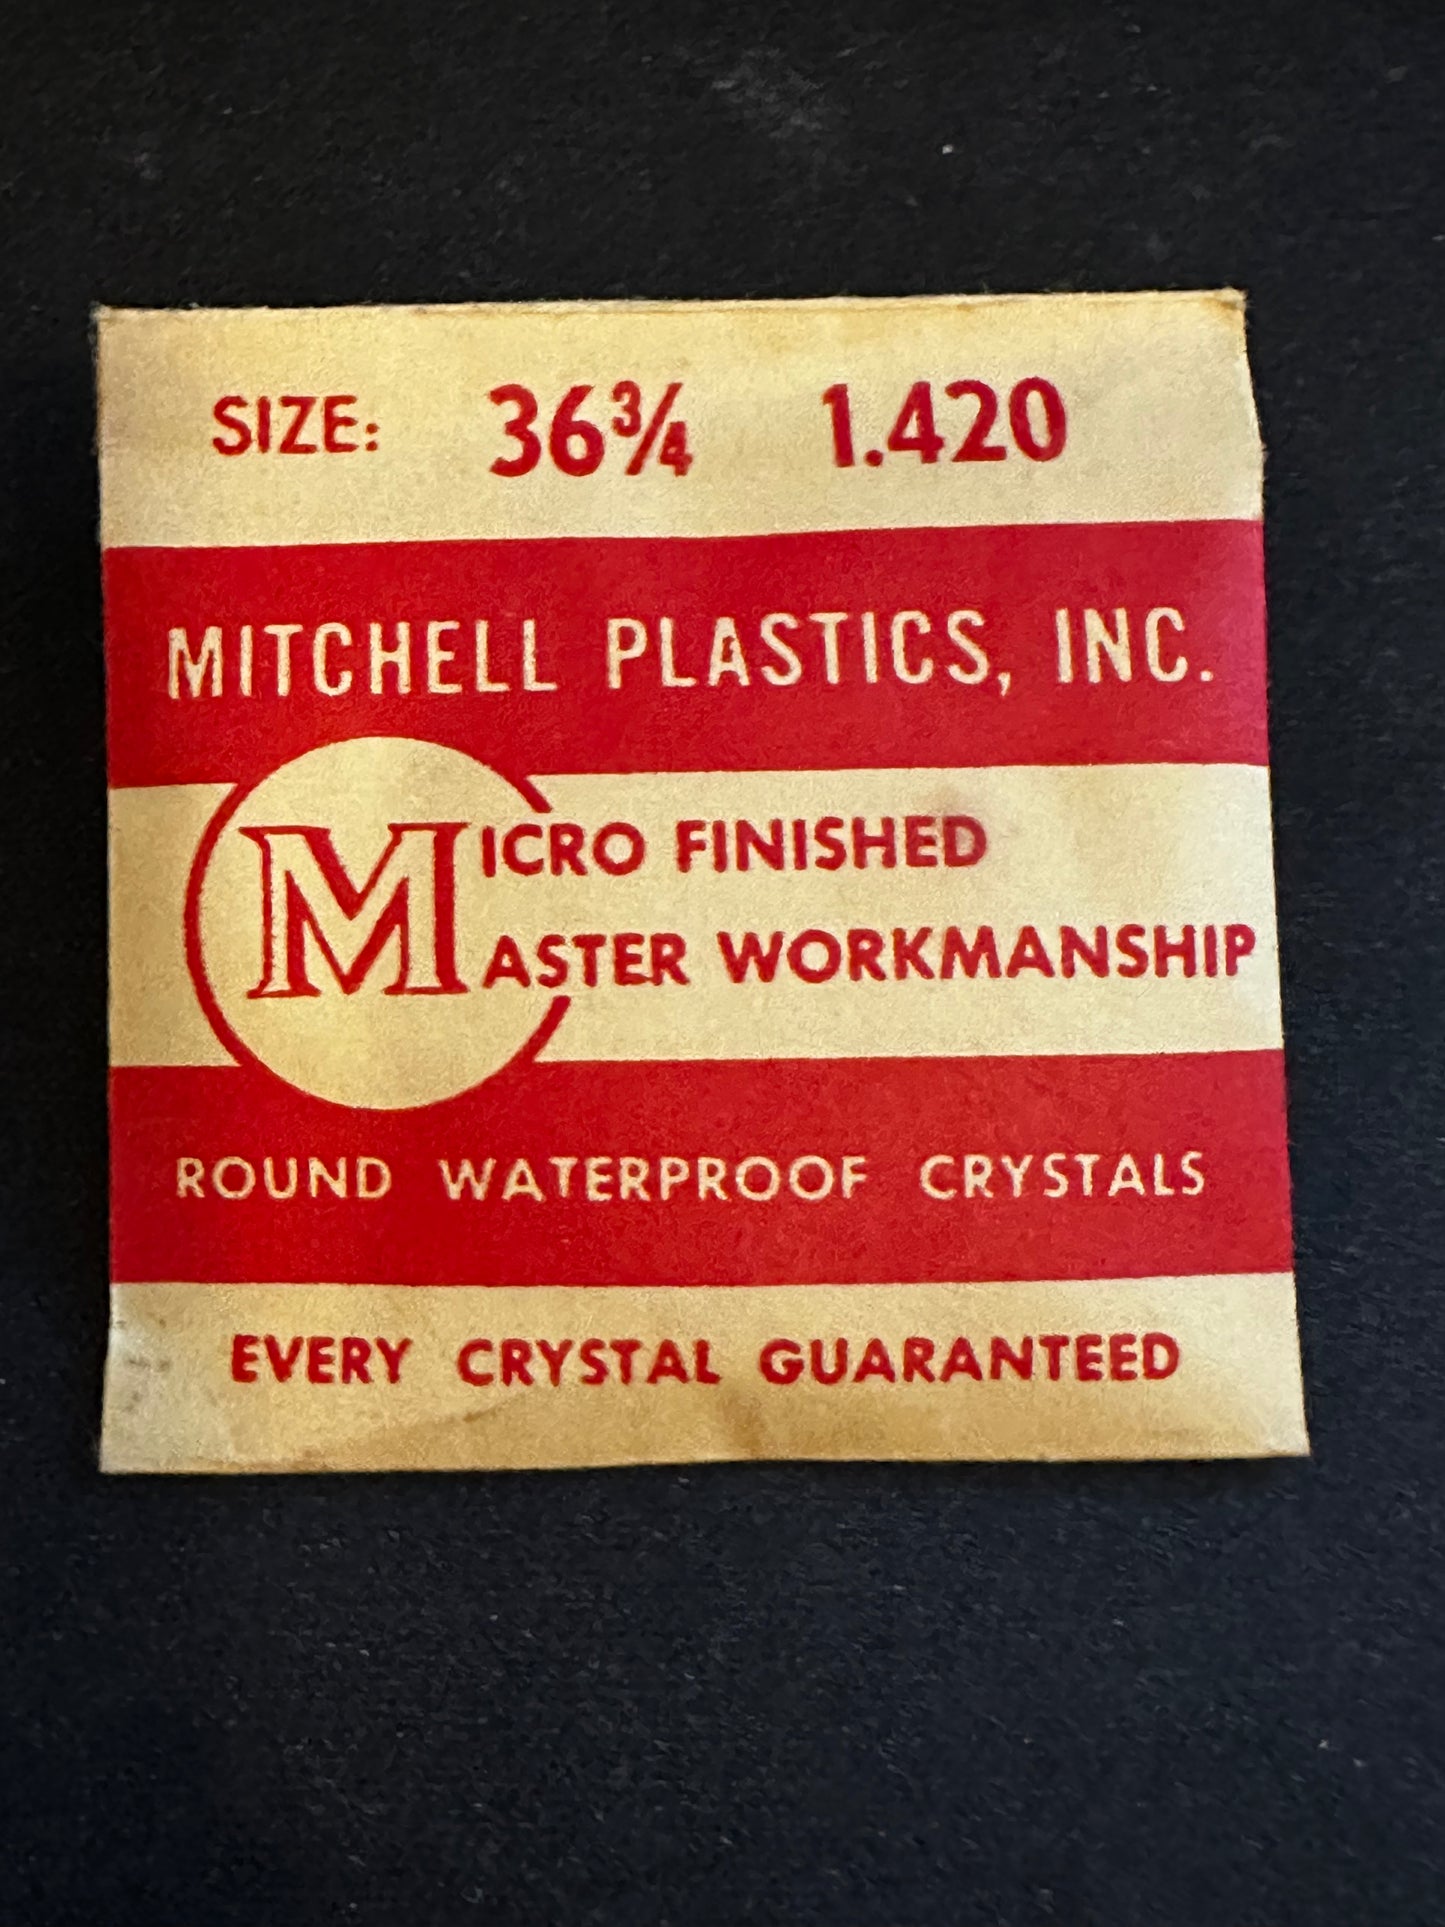 SIZE: 36¾ 1.420
MITCHELL PLASTICS, INC.
MICRO FINISHED
MASTER WORKMANSHIP
ROUND WATERPROOF CRYSTALS
EVERY CRYSTAL GUARANTEED